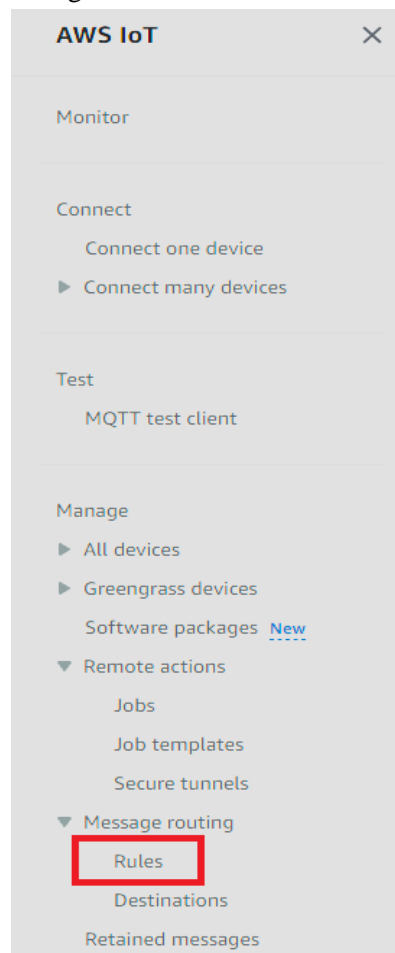 AWS IoT
Monitor
Connect
Connect one device
Connect many devices
Test
MQTT test client
Manage
All devices
Greengrass devices
Software packages New
Remote actions
Jobs
Job templates
Secure tunnels
Message routing
Rules
Destinations
Retained messages